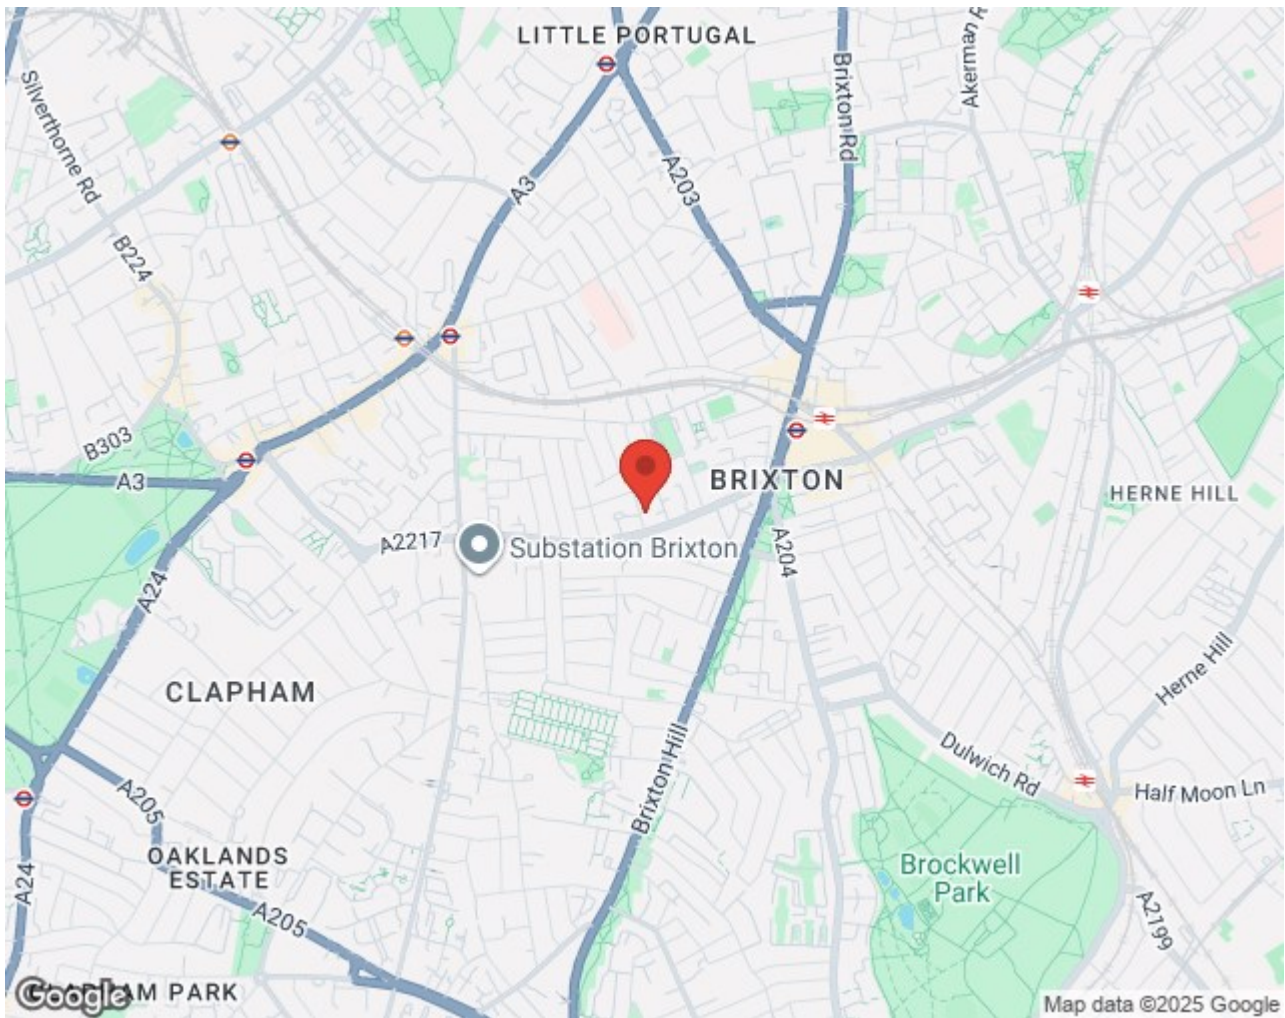 LITTLE PORTUGAL
Akerman R
Silverthorne Rd
Brixton Rd
A3
A203
B224
B303
A3
BRIXTON
HERNE HILL
A2217
Substation Brixton
A204
A24
CLAPHAM
Herne Hill
Brixton Hill
Dulwich Rd
Half Moon Ln
A205
OAKLANDS
ESTATE
Brockwell
Park
A24
A205
A2199
Google
PARK
Map data ©2025 Google